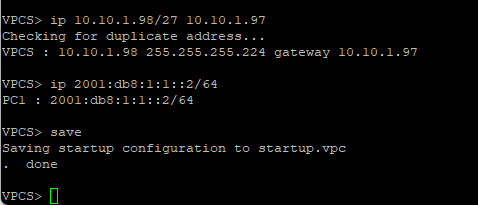 VPCS> ip 10.10.1.98/27 10.10.1.97
Checking for duplicate address...
VPCS : 10.10.1.98 255.255.255.224 gateway 10.10.1.97
VPCS> ip 2001:db8:1:1::2/64
PC1 : 2001:db8:1:1::2/64
VPCS> save
Saving startup configuration to startup.vpc
.  done
VPCS>